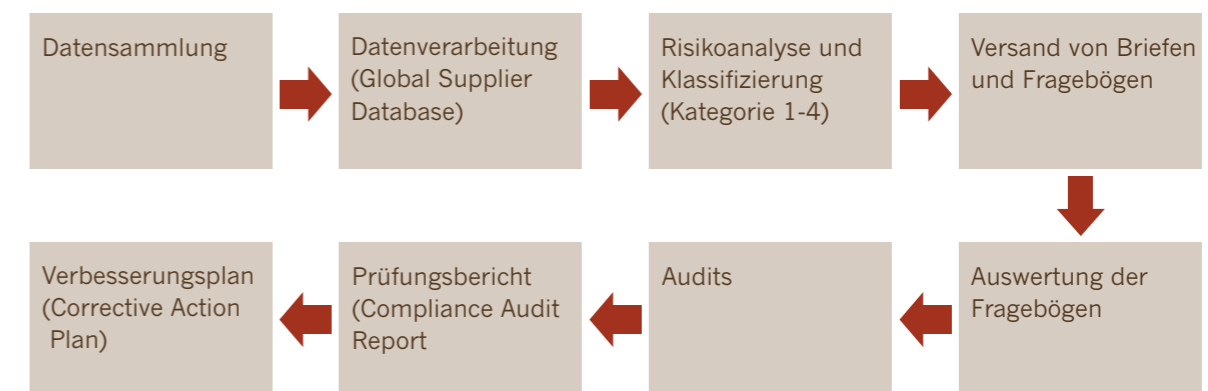 Datensammlung
Datenverarbeitung
(Global Supplier
Database)
Risikoanalyse und
Klassifizierung
(Kategorie 1-4)
Versand von Briefen
und Fragebögen
Auswertung der
Fragebögen
Audits
Prüfungsbericht
(Compliance Audit
Report
Verbesserungsplan
(Corrective Action
Plan)